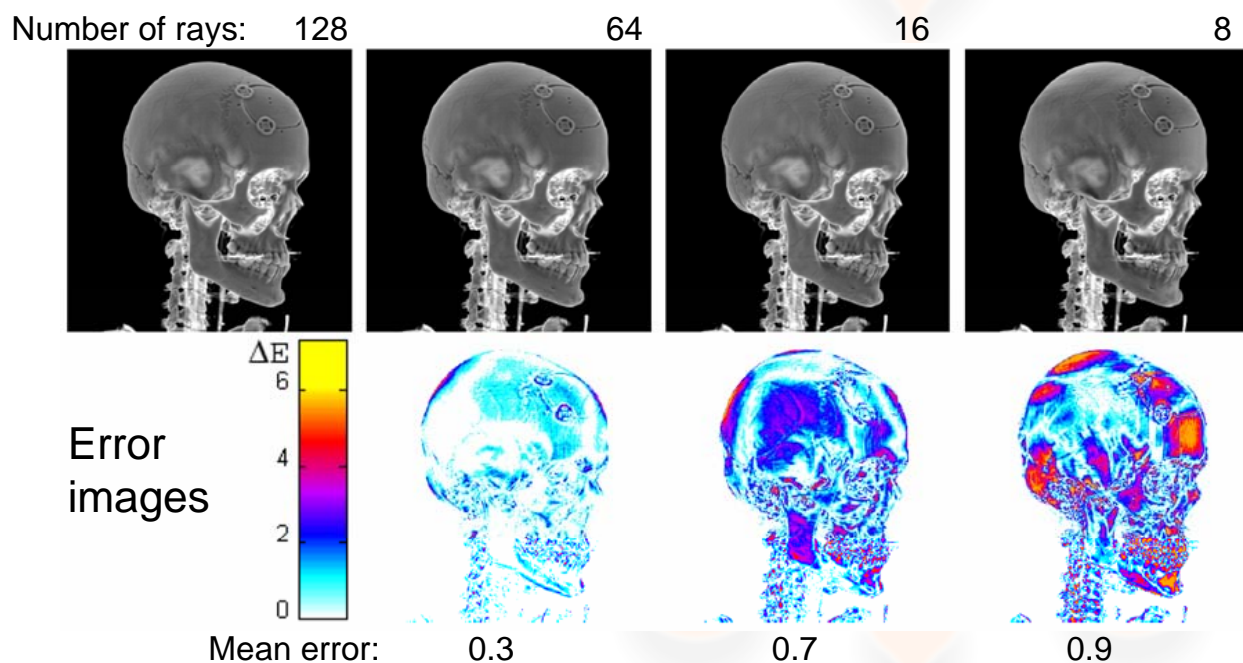 Number of rays: 128 64 16 8
ΔE
6
4
2
0
Error
images
Mean error: 0.3 0.7 0.9